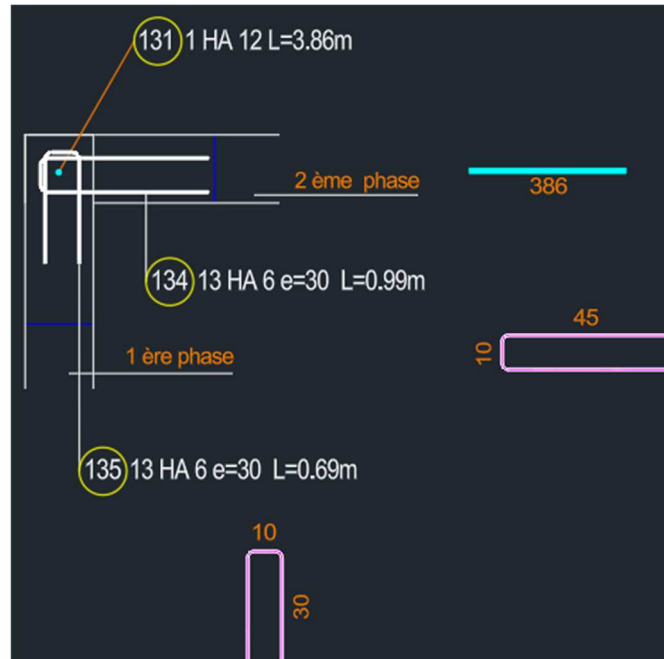 131 1 HA 12 L=3.86m
2 ème phase
386
134 13 HA 6 e=30 L=0.99m
45
10
1 ère phase
135 13 HA 6 e=30 L=0.69m
10
30